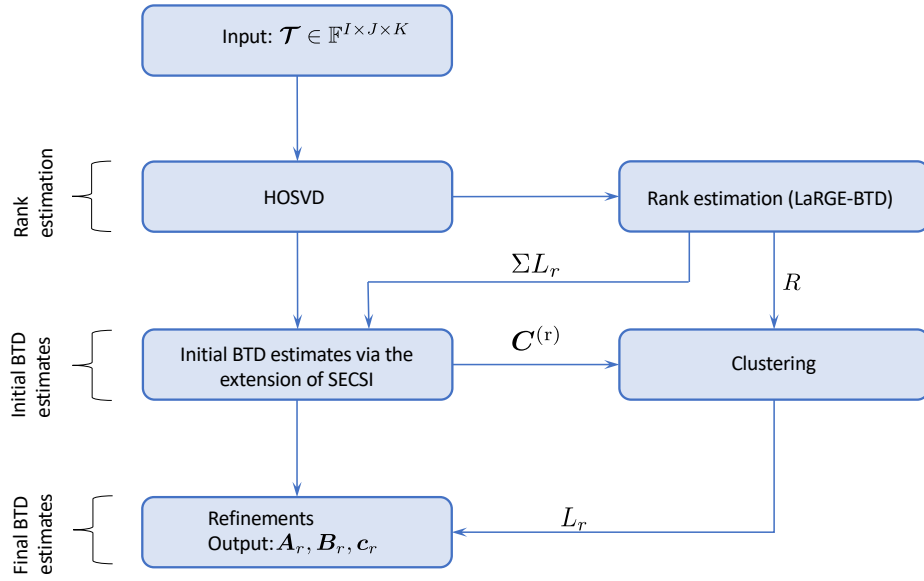 Input: 𝓣 ∈ 𝔽^{I×J×K}
Rank
estimation
HOSVD
Rank estimation (LaRGE-BTD)
ΣL_r
R
Initial BTD
estimates
Initial BTD estimates via the
extension of SECSI
C^{(r)}
Clustering
Final BTD
estimates
Refinements
Output: A_r, B_r, c_r
L_r